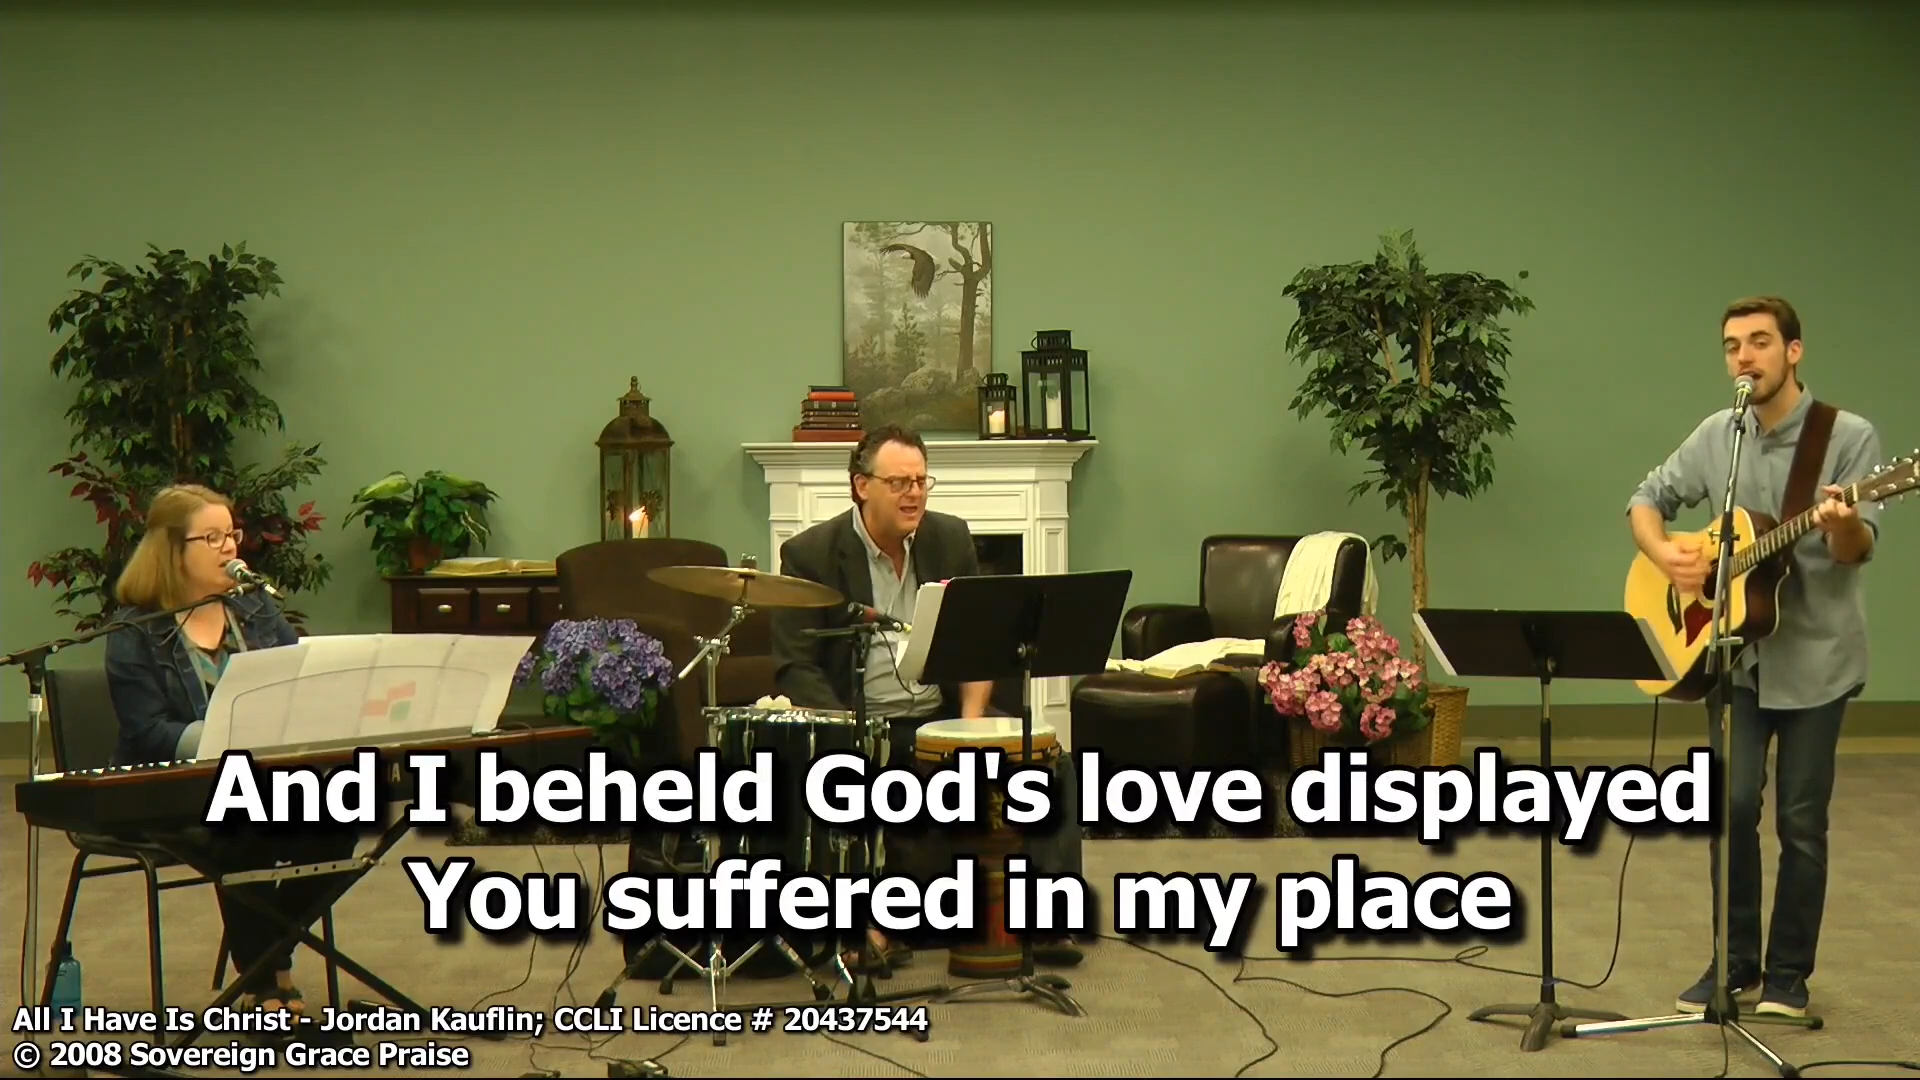 And I beheld God's love displayed
You suffered in my place
All I Have Is Christ - Jordan Kauflin; CCLI Licence # 20437544
© 2008 Sovereign Grace Praise